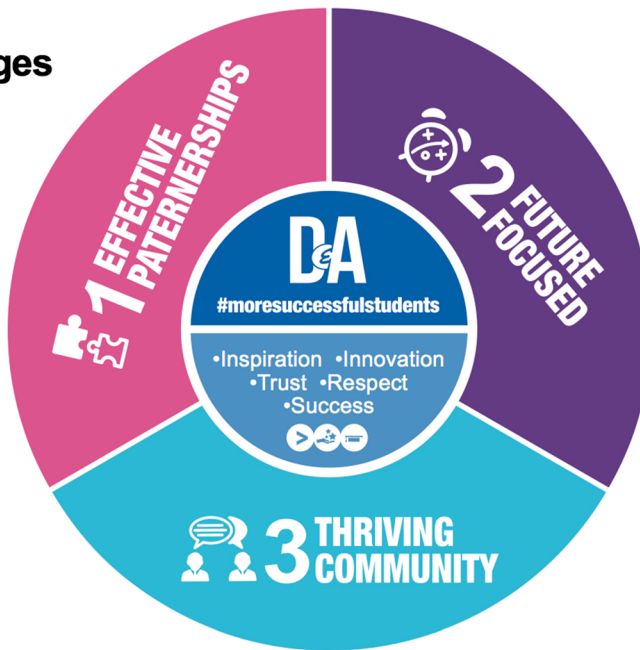 ges
1 EFFECTIVE
PATERNERSHIPS
2 FUTURE
FOCUSED
D&A
#moresuccessfulstudents
•Inspiration •Innovation
•Trust •Respect
•Success
3 THRIVING
COMMUNITY